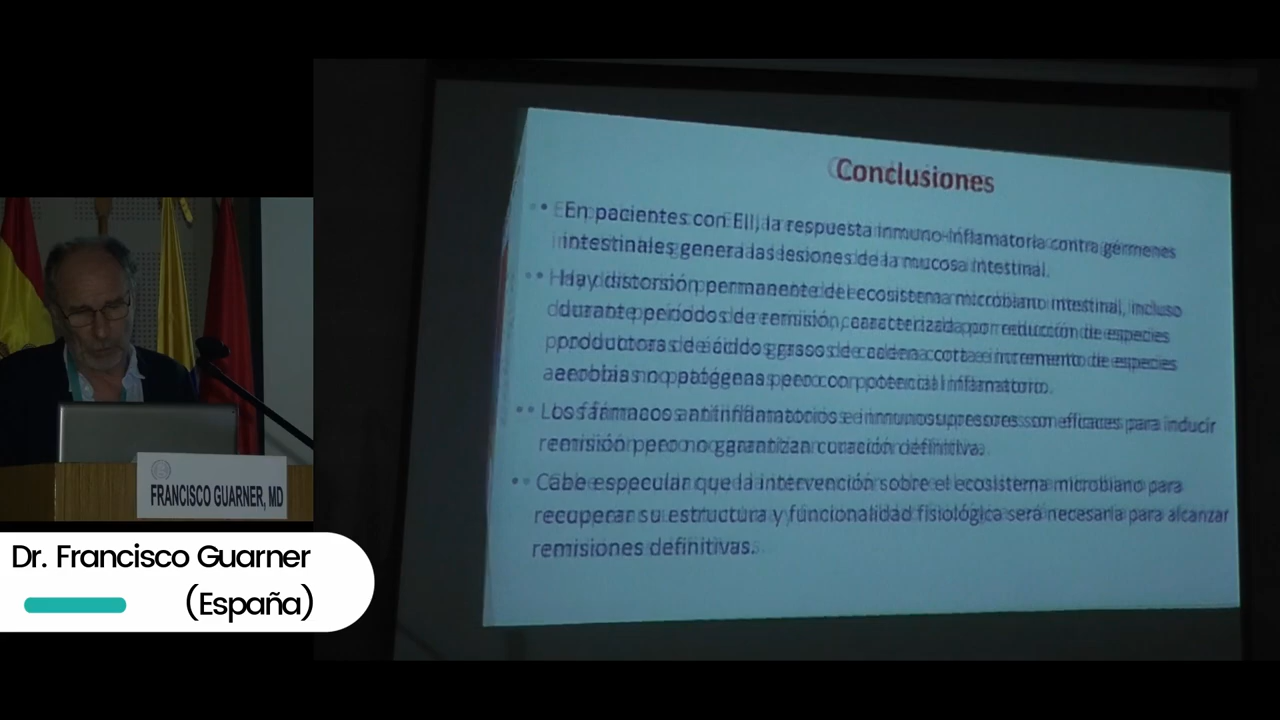 Conclusiones
• En pacientes con EII, la respuesta inmuno-inflamatoria contra gérmenes
intestinales genera las lesiones de la mucosa intestinal.
• Hay distorsión permanente del ecosistema microbiano intestinal, incluso
durante periodos de remisión, caracterizada por reducción de especies
productoras de ácidos grasos de cadena corta e incremento de especies
aerobias no patógenas pero con potencial inflamatorio.
• Los fármacos antiinflamatorios e inmunosupresores son eficaces para inducir
remisión pero no garantizan curación definitiva.
• Cabe especular que la intervención sobre el ecosistema microbiano para
recuperar su estructura y funcionalidad fisiológica será necesaria para alcanzar
remisiones definitivas.
FRANCISCO GUARNER, MD
Dr. Francisco Guarner
(España)